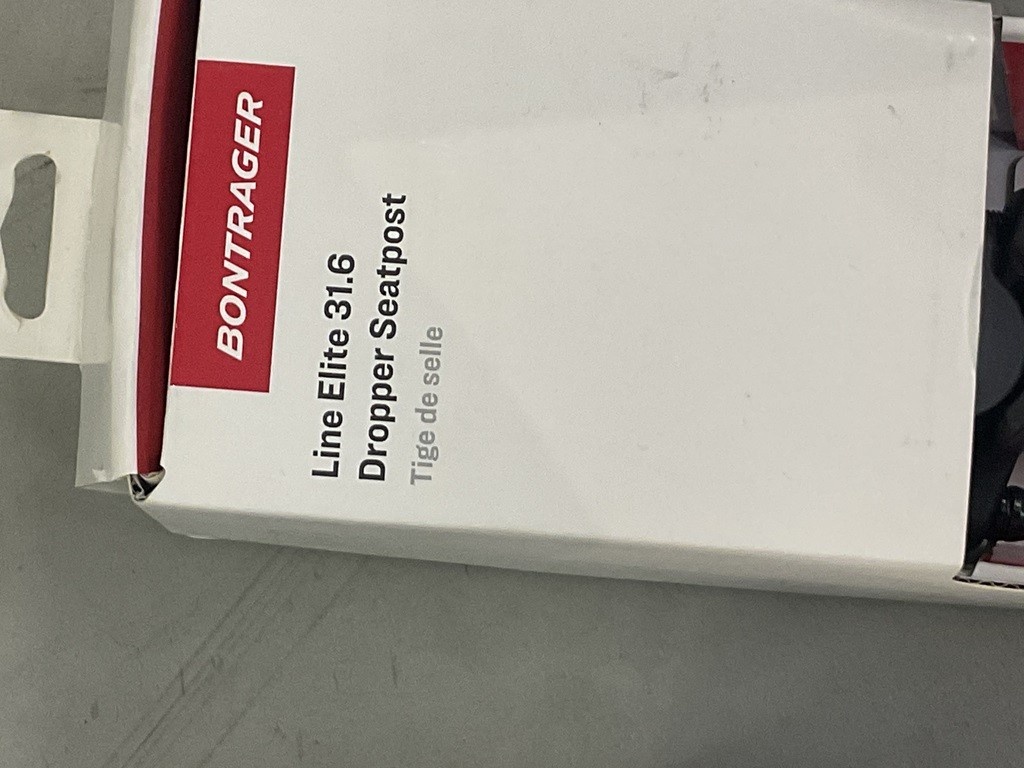 BONTRAGER
Line Elite 31.6
Dropper Seatpost
Tige de selle